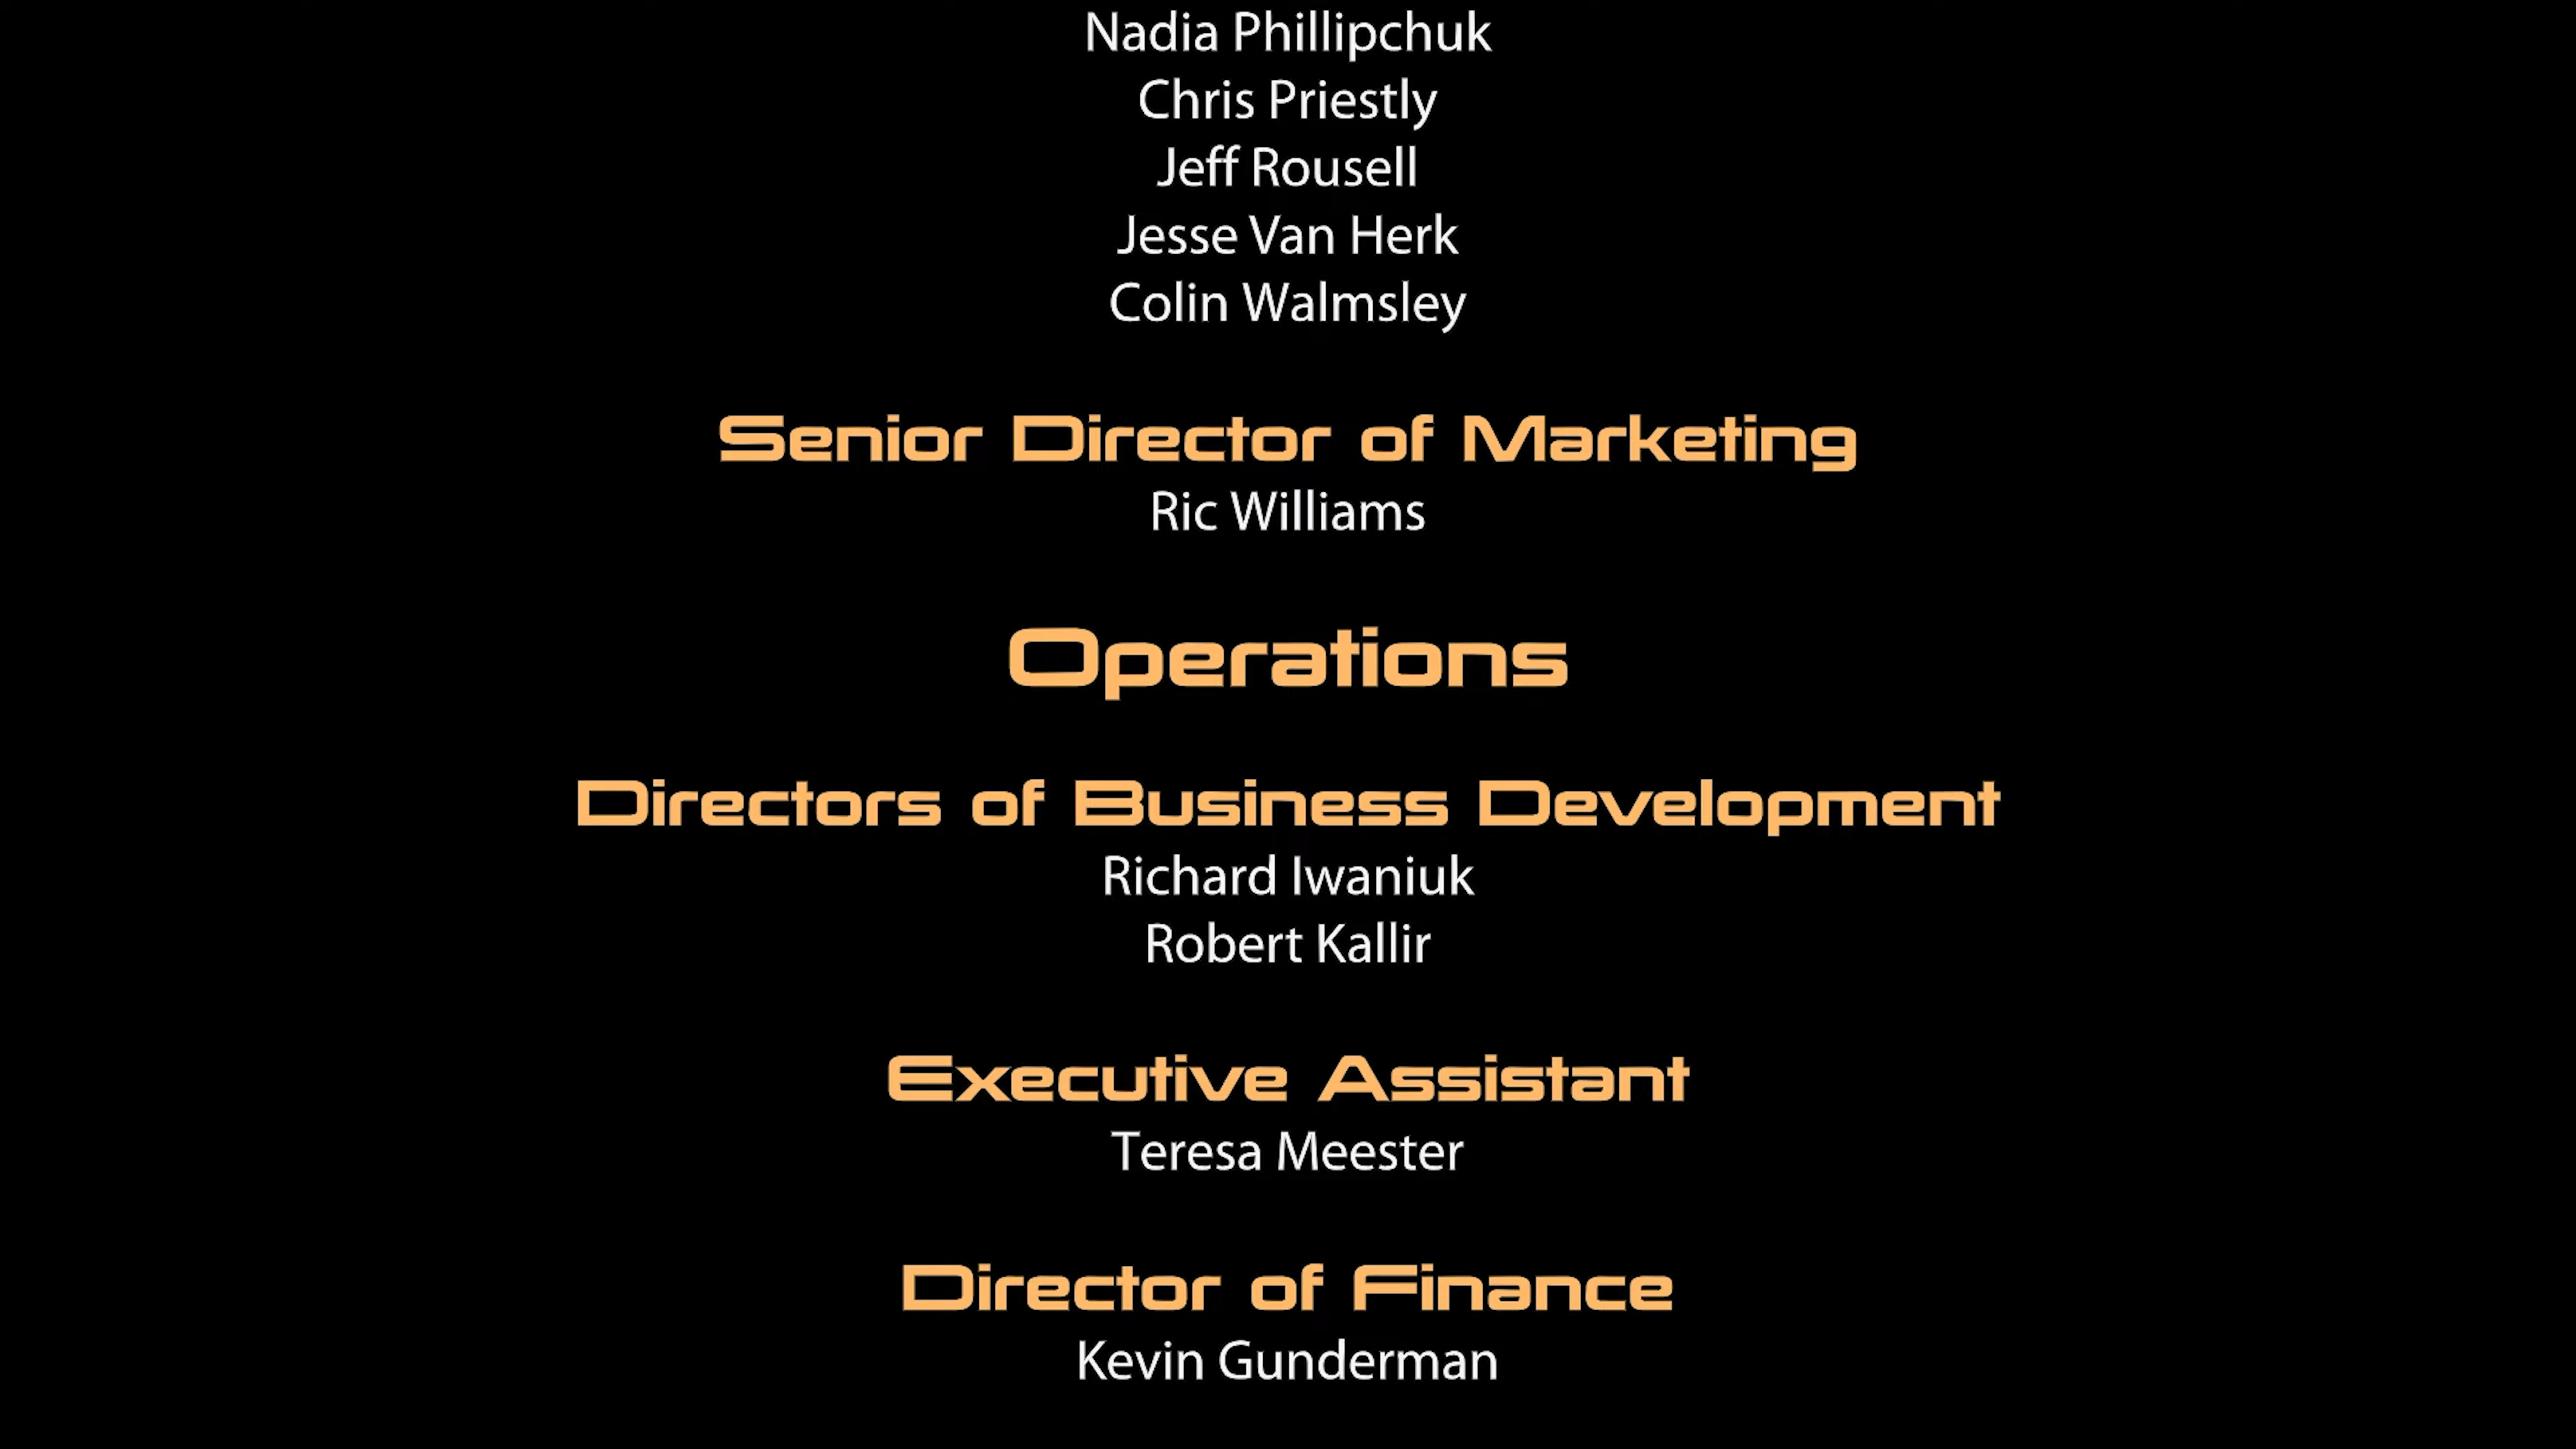 Nadia Phillipchuk
Chris Priestly
Jeff Rousell
Jesse Van Herk
Colin Walmsley
Senior Director of Marketing
Ric Williams
Operations
Directors of Business Development
Richard Iwaniuk
Robert Kallir
Executive Assistant
Teresa Meester
Director of Finance
Kevin Gunderman